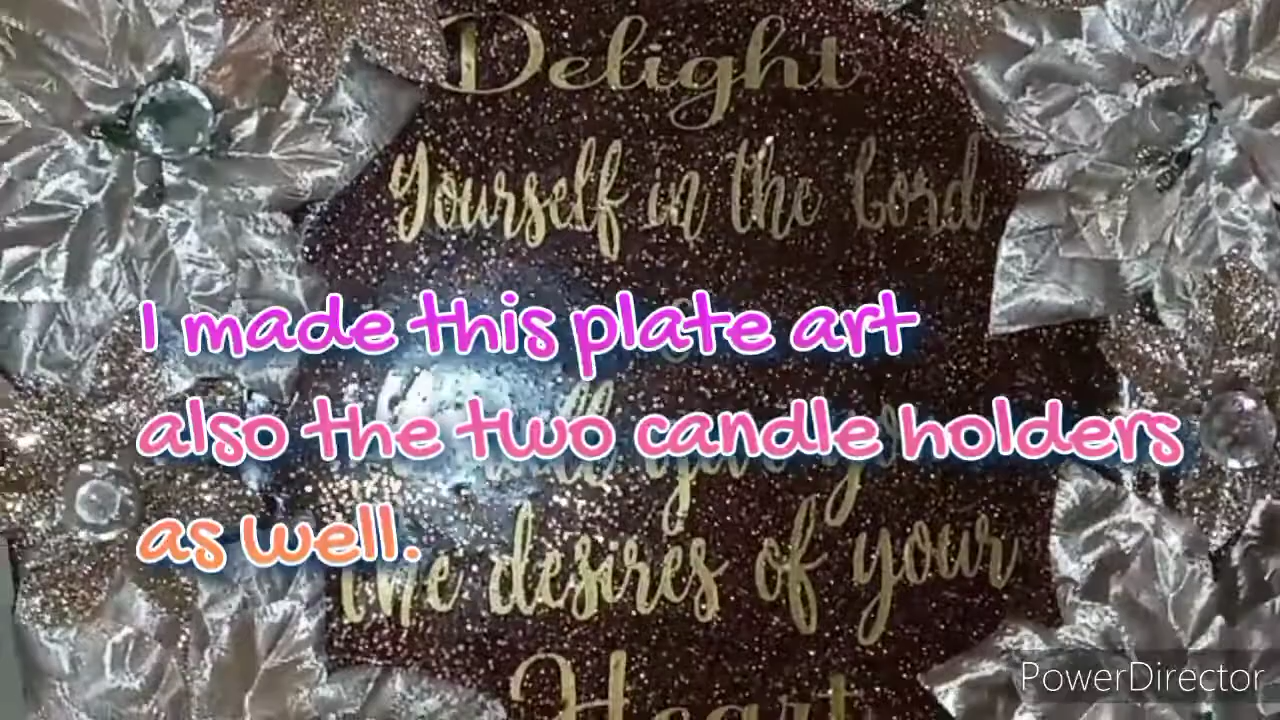 Delight
Yourself in the Lord
I made this plate art
also the two candle holders
as well.
the desires of your
Heart
PowerDirector